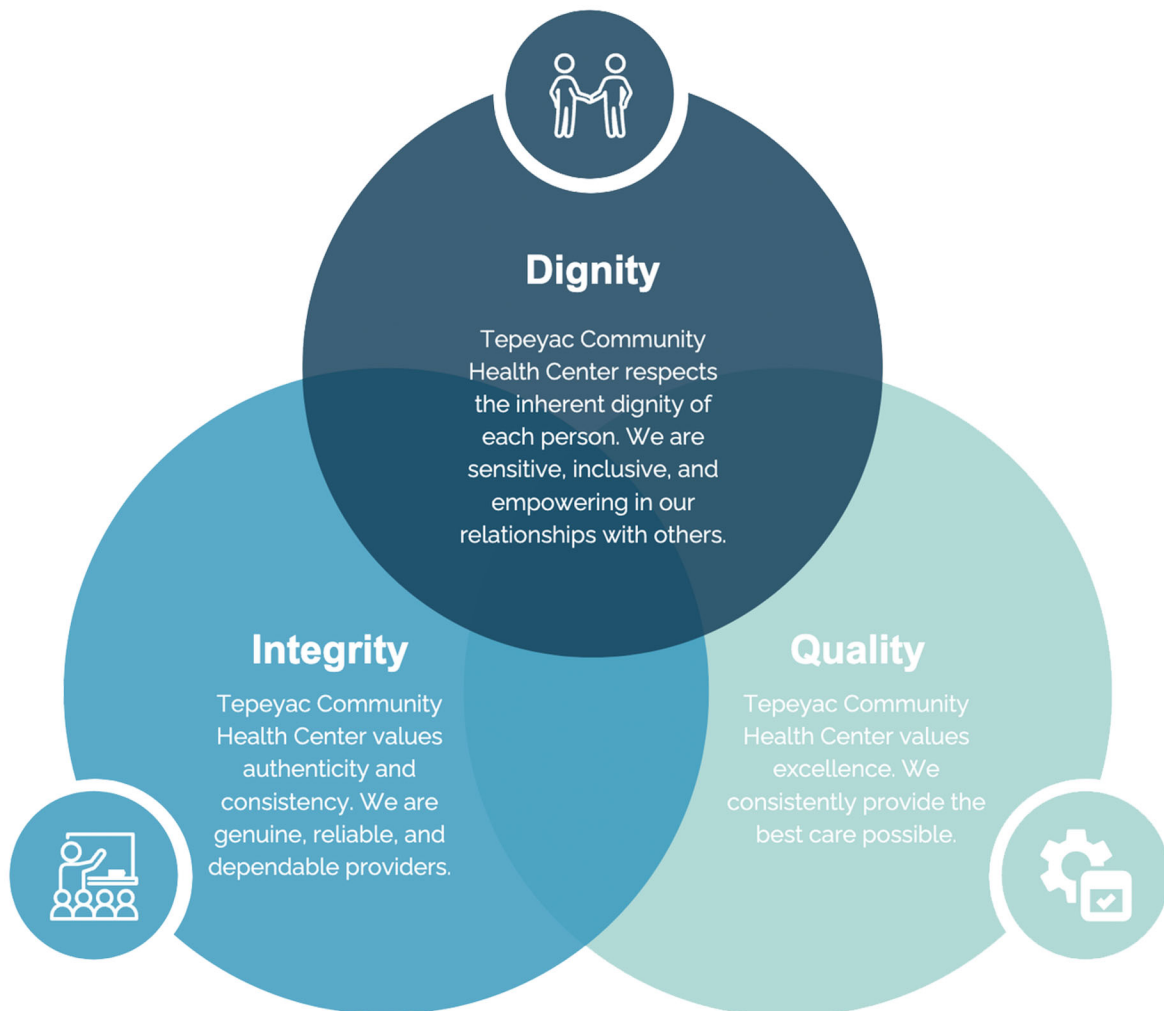 Dignity
Tepeyac Community
Health Center respects
the inherent dignity of
each person. We are
sensitive, inclusive, and
empowering in our
relationships with others.
Integrity
Tepeyac Community
Health Center values
authenticity and
consistency. We are
genuine, reliable, and
dependable providers.
Quality
Tepeyac Community
Health Center values
excellence. We
consistently provide the
best care possible.